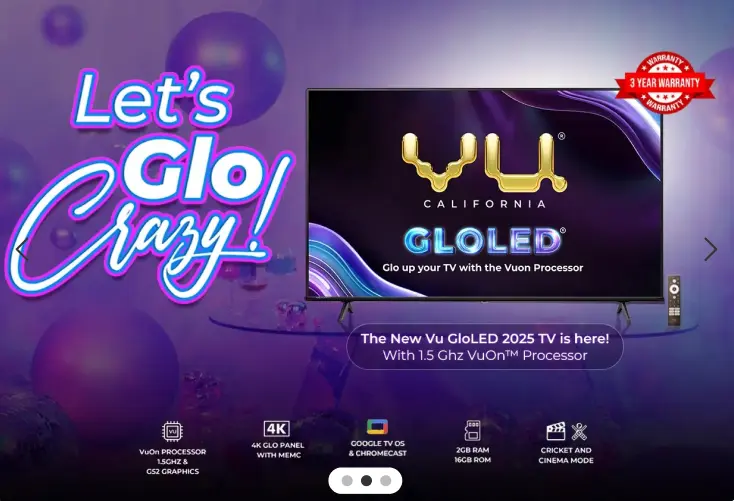 Let's
Glo
Crazy!
WARRANTY
3 YEAR WARRANTY
WARRANTY
vu®
CALIFORNIA
GLOLED®
Glo up your TV with the Vuon Processor
The New Vu GloLED 2025 TV is here!
With 1.5 Ghz VuOn™ Processor
VU
VuOn PROCESSOR
1.5GHZ &
G52 GRAPHICS
4K
4K GLO PANEL
WITH MEMC
GOOGLE TV OS
& CHROMECAST
2GB RAM
16GB ROM
CRICKET AND
CINEMA MODE